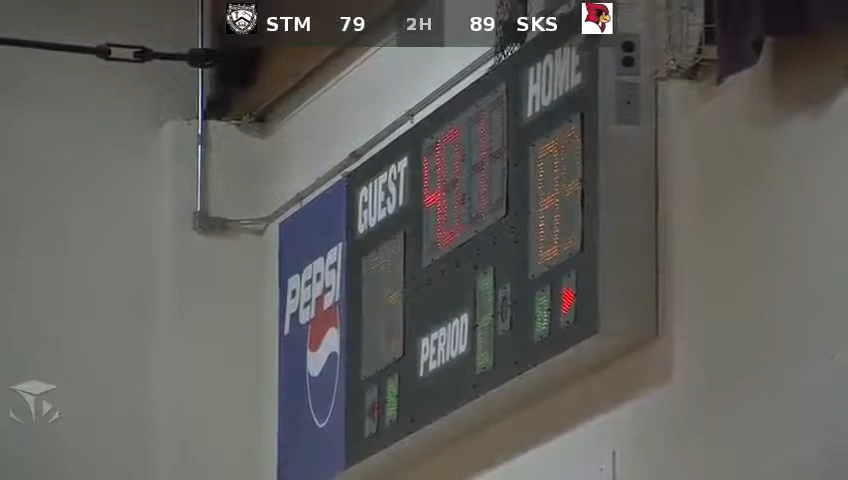 STM 79 2H 89 SKS
HOME
GUEST
PEPSI
PERIOD